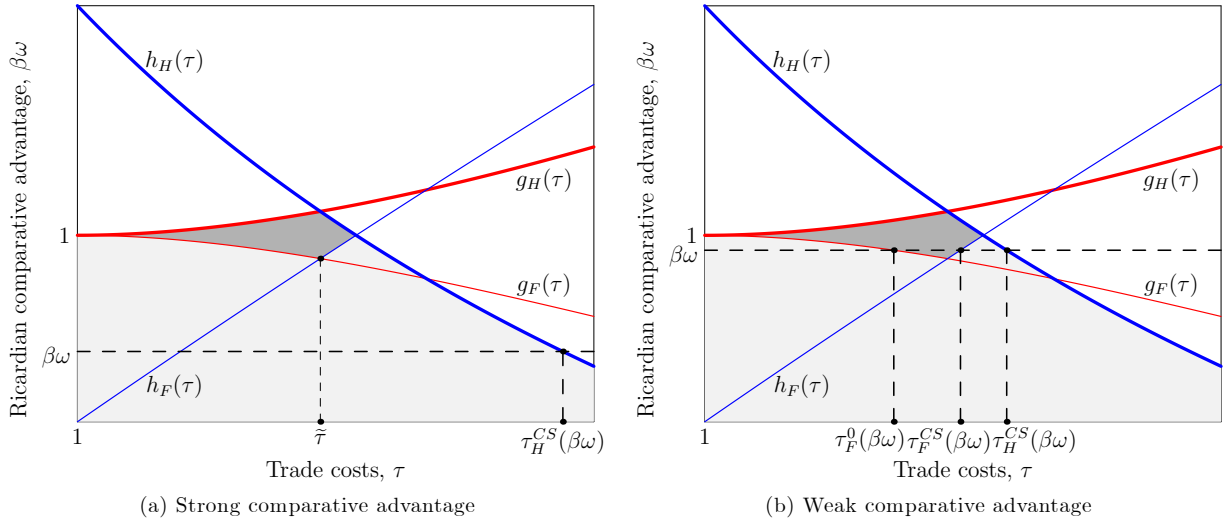 Ricardian comparative advantage, βω
h_H(τ)
g_H(τ)
1
g_F(τ)
βω
h_F(τ)
1
τ̃
τ_H^{CS}(βω)
Trade costs, τ
(a) Strong comparative advantage
Ricardian comparative advantage, βω
h_H(τ)
g_H(τ)
1
βω
g_F(τ)
h_F(τ)
1
τ_F^0(βω) τ_F^{CS}(βω) τ_H^{CS}(βω)
Trade costs, τ
(b) Weak comparative advantage